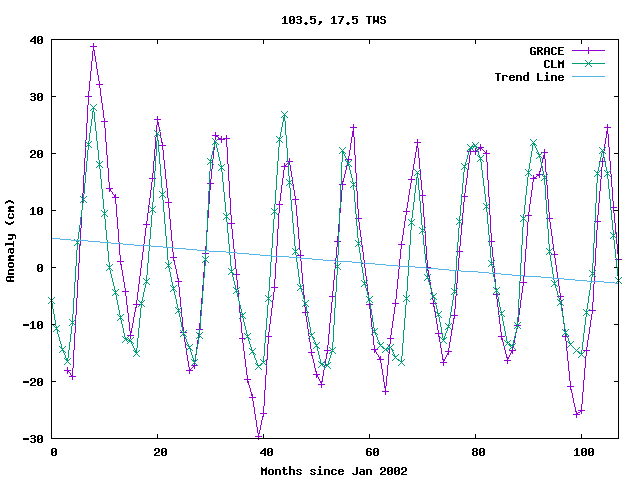 103.5, 17.5 TWS
GRACE
CLM
Trend Line
40
30
20
10
0
-10
-20
-30
Anomaly (cm)
0 20 40 60 80 100
Months since Jan 2002